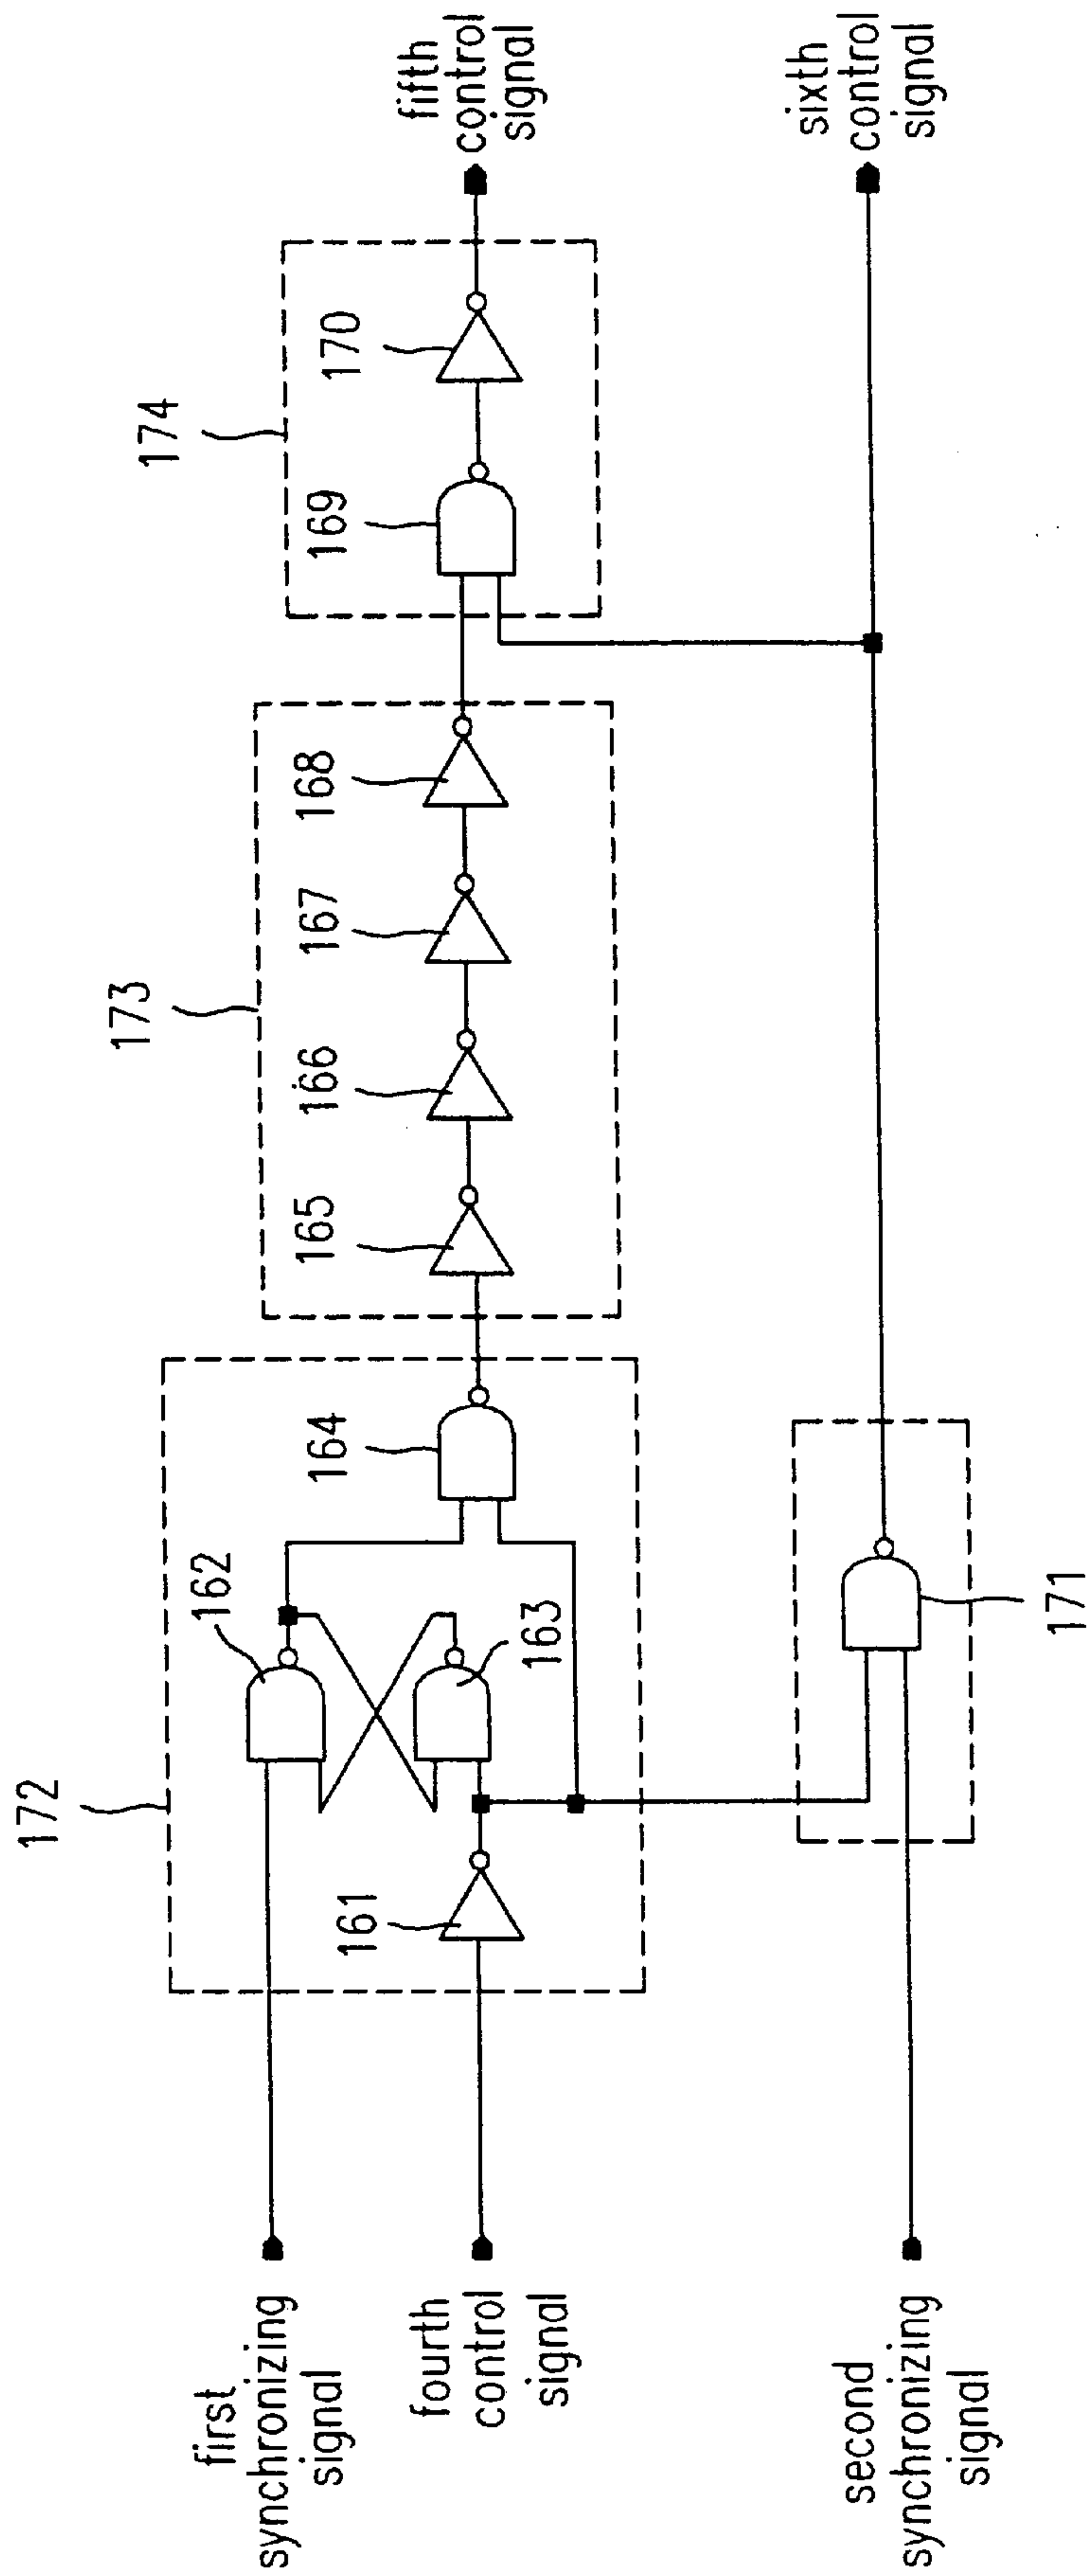 172
173
174
162
164
165
166
167
168
169
170
161
163
171
first
synchronizing
signal
fourth
control
signal
second
synchronizing
signal
fifth
control
signal
sixth
control
signal